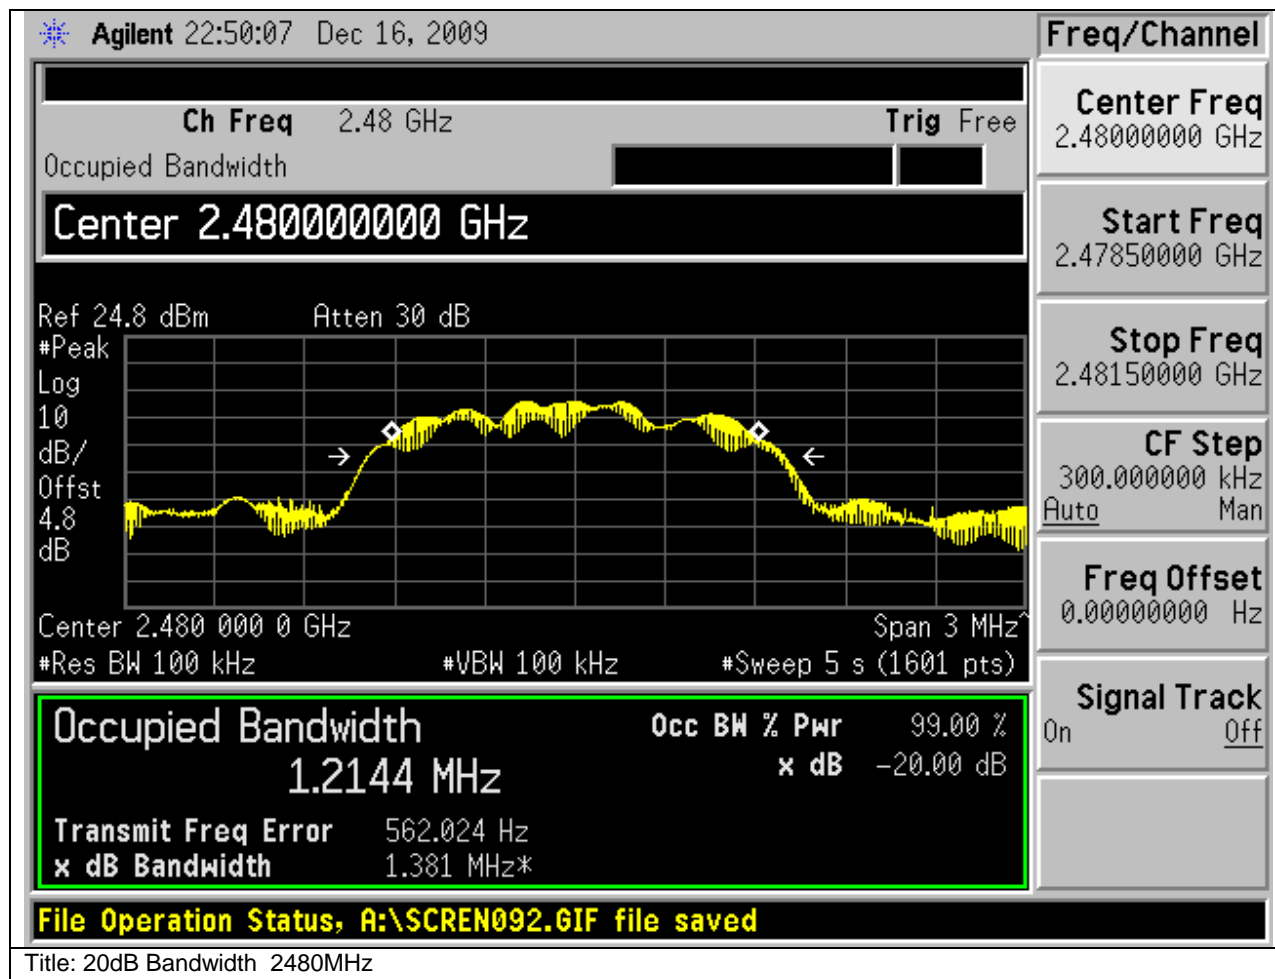 Agilent 22:50:07 Dec 16, 2009
Freq/Channel
Ch Freq 2.48 GHz Trig Free
Occupied Bandwidth
Center 2.480000000 GHz
Ref 24.8 dBm Atten 30 dB
#Peak
Log
10
dB/
Offst
4.8
dB
Center 2.480 000 0 GHz Span 3 MHz^
#Res BW 100 kHz #VBW 100 kHz #Sweep 5 s (1601 pts)
Occupied Bandwidth
1.2144 MHz
Occ BW % Pwr 99.00 %
x dB -20.00 dB
Transmit Freq Error 562.024 Hz
x dB Bandwidth 1.381 MHz*
Center Freq
2.48000000 GHz
Start Freq
2.47850000 GHz
Stop Freq
2.48150000 GHz
CF Step
300.000000 kHz
Auto Man
Freq Offset
0.00000000 Hz
Signal Track
On Off
File Operation Status, A:\SCREN092.GIF file saved
Title: 20dB Bandwidth 2480MHz